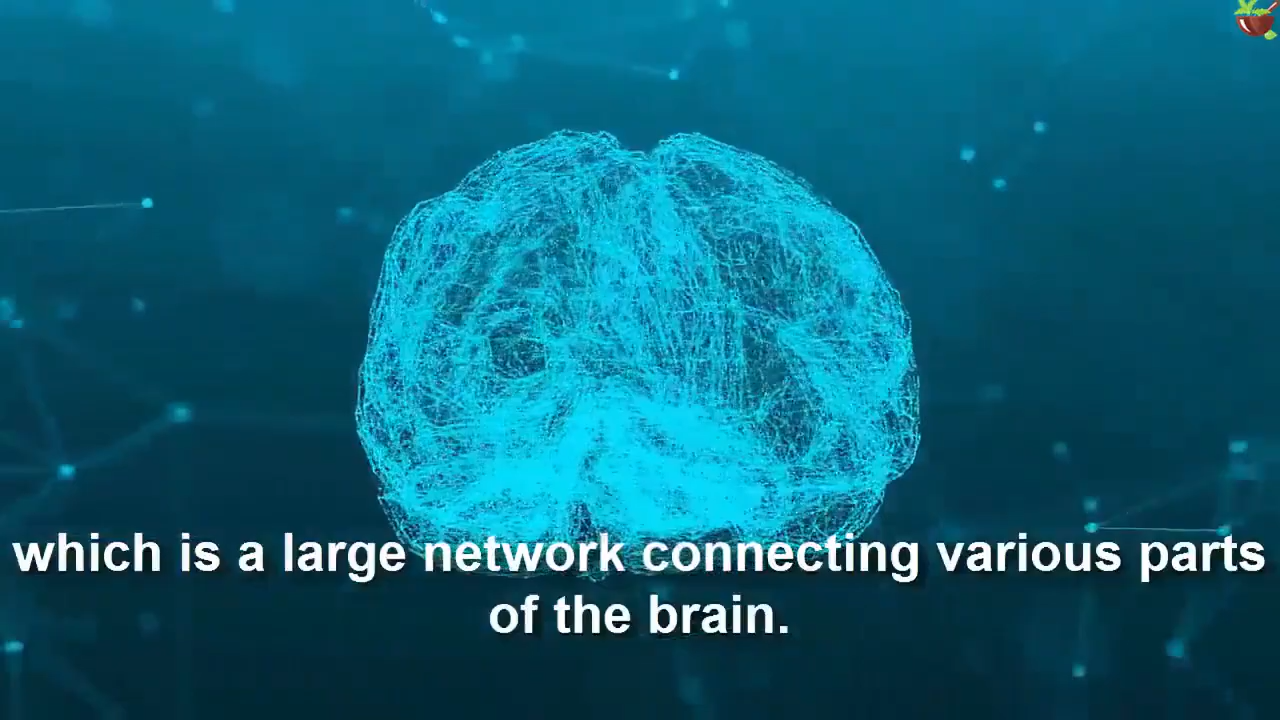 which is a large network connecting various parts
of the brain.